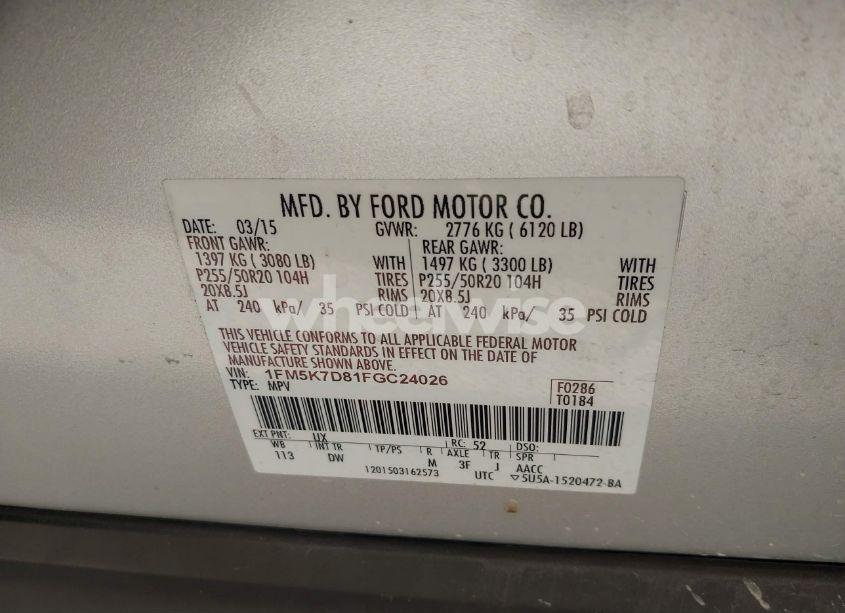 MFD. BY FORD MOTOR CO.
DATE: 03/15 GVWR: 2776 KG ( 6120 LB)
FRONT GAWR: REAR GAWR:
1397 KG ( 3080 LB) WITH 1497 KG ( 3300 LB) WITH
P255/50R20 104H TIRES P255/50R20 104H TIRES
20X8.5J RIMS 20X8.5J RIMS
AT 240 kPa/ 35 PSI COLD AT 240 kPa/ 35 PSI COLD
wheelwise
THIS VEHICLE CONFORMS TO ALL APPLICABLE FEDERAL MOTOR
VEHICLE SAFETY STANDARDS IN EFFECT ON THE DATE OF
MANUFACTURE SHOWN ABOVE.
VIN: 1FM5K7D81FGC24026
TYPE: MPV
F0286
T0184
EXT PNT: UX RC: 52 DSO:
WB INT TR TP/PS R AXLE TR SPR
113 DW M 3F J AACC
1201503162573 UTC ▽5U5A-1520472-BA